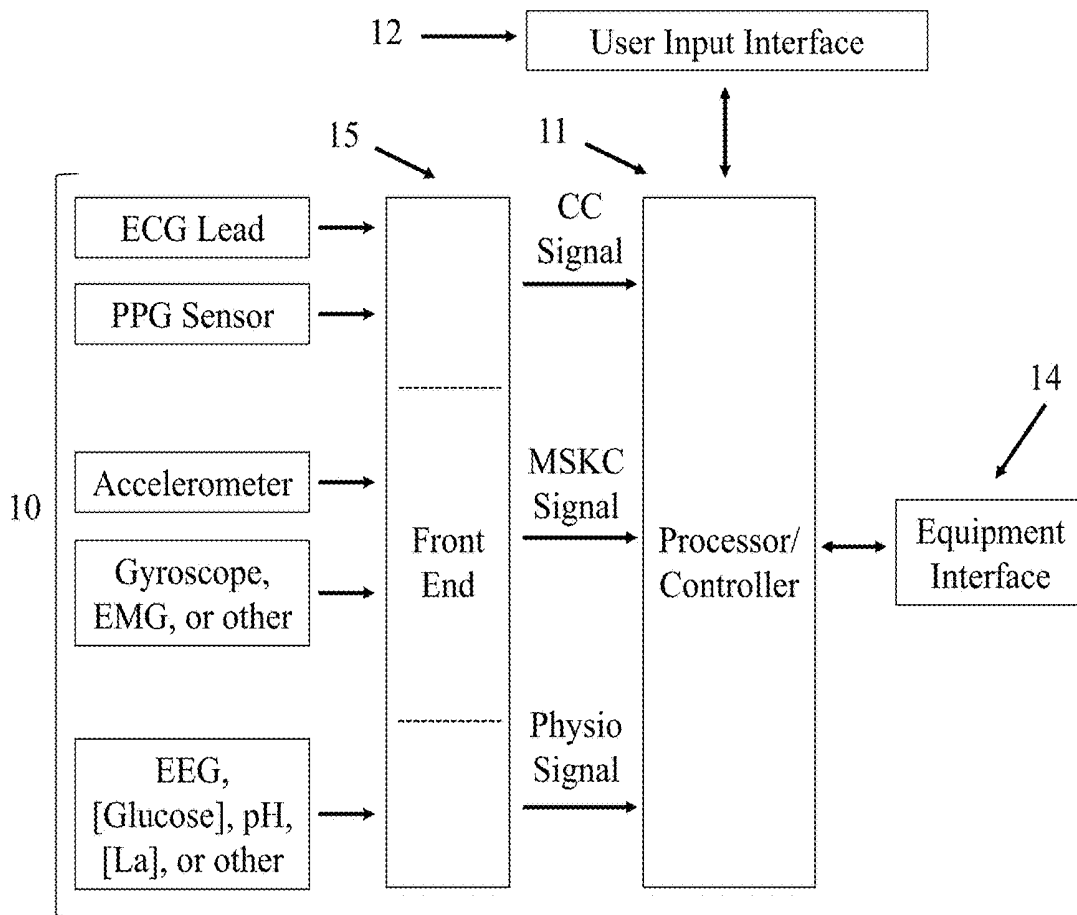 12
User Input Interface
15
11
ECG Lead
CC
Signal
PPG Sensor
14
10
Accelerometer
MSKC
Signal
Gyroscope,
EMG, or other
Front
End
Processor/
Controller
Equipment
Interface
EEG,
[Glucose], pH,
[La], or other
Physio
Signal